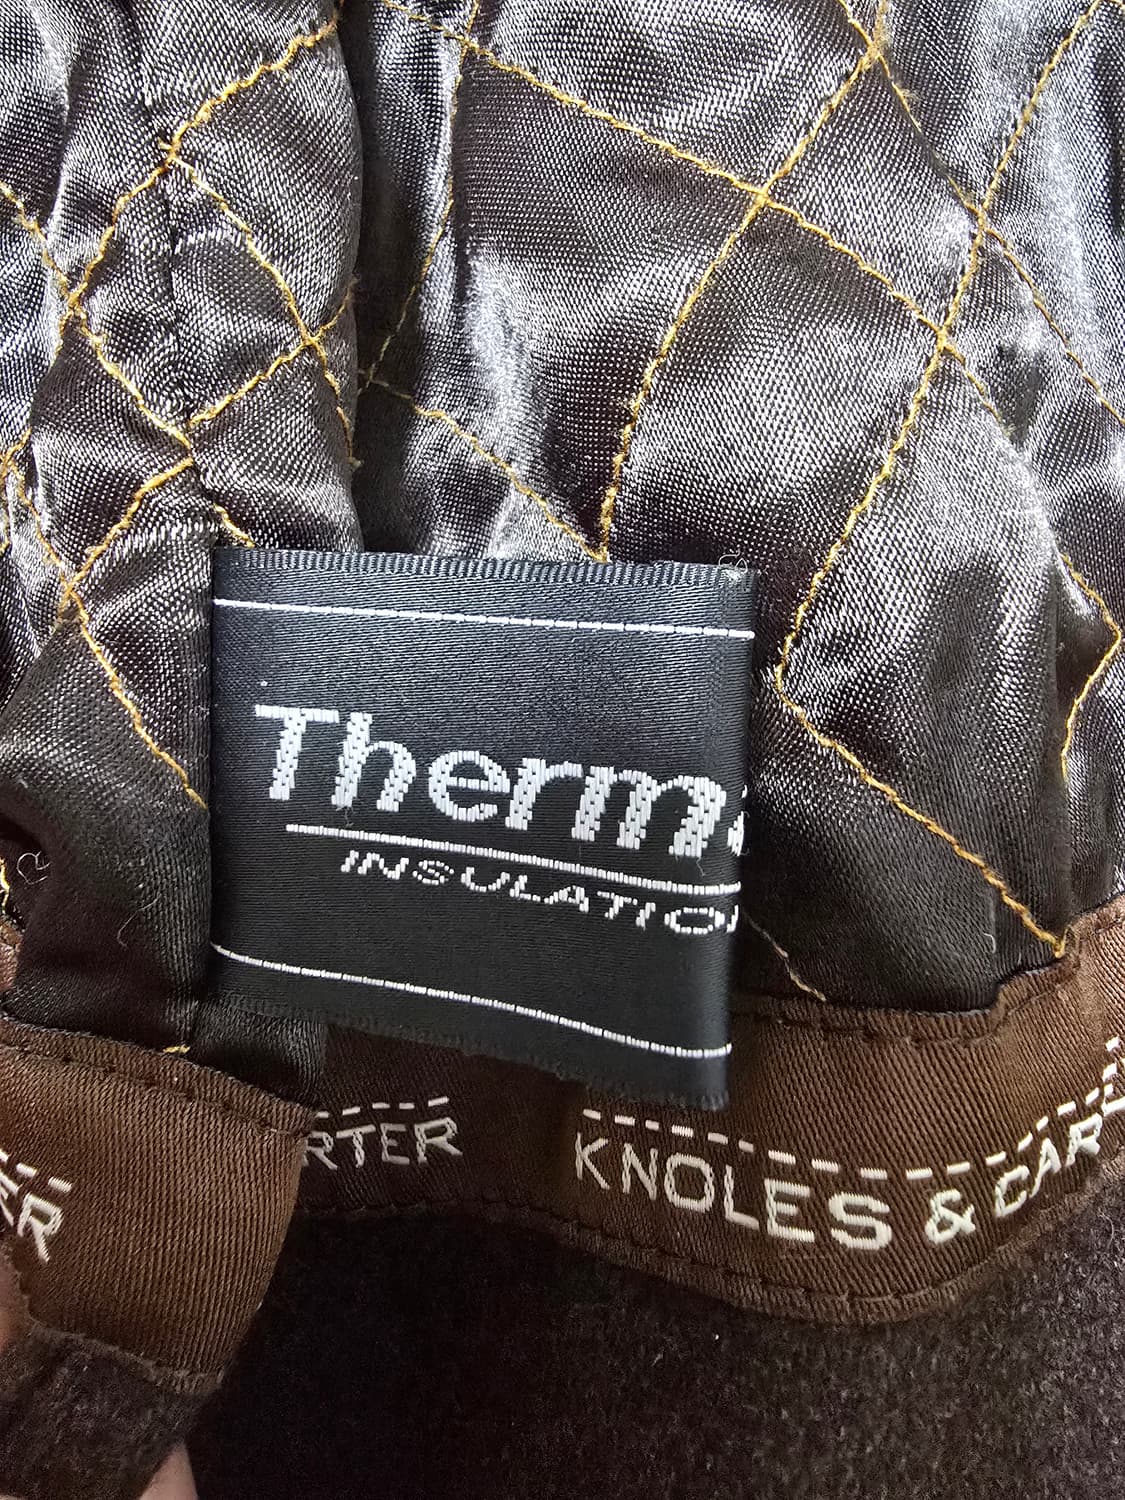 Therm
INSULATIO
RTER
KNOLES & CAR
ER